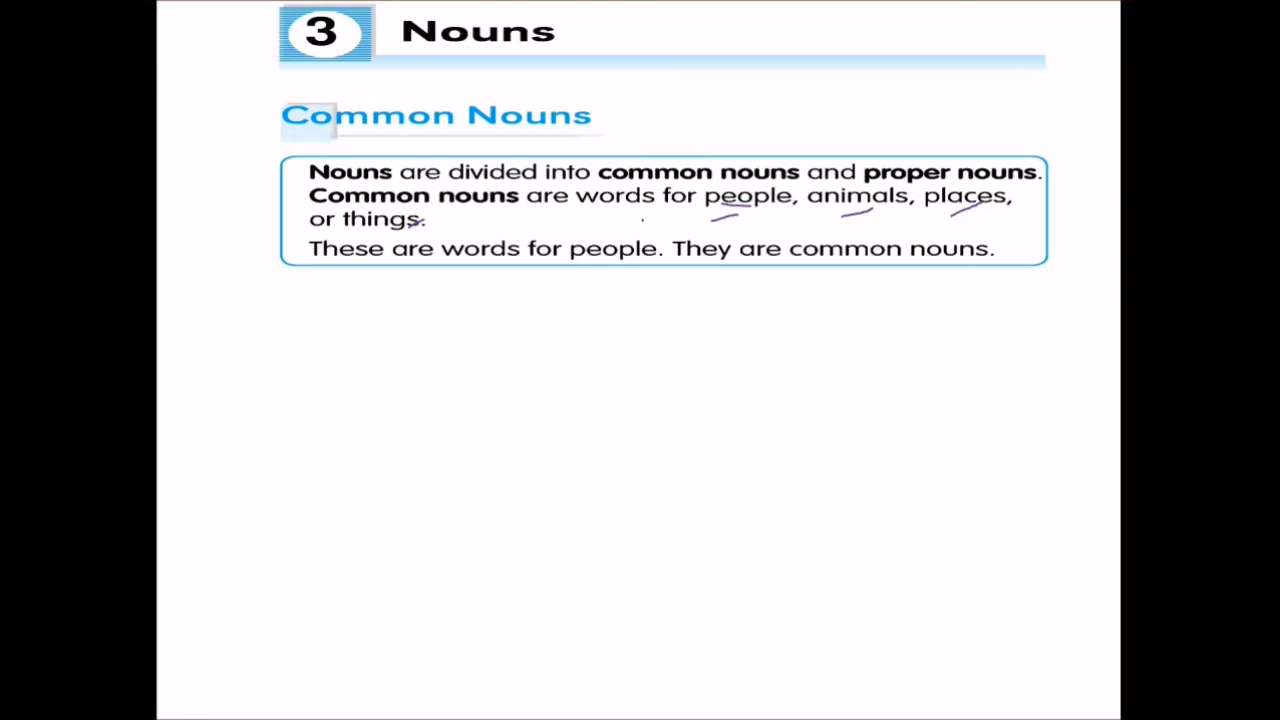 3 Nouns
Common Nouns
Nouns are divided into common nouns and proper nouns.
Common nouns are words for people, animals, places,
or things.
These are words for people. They are common nouns.